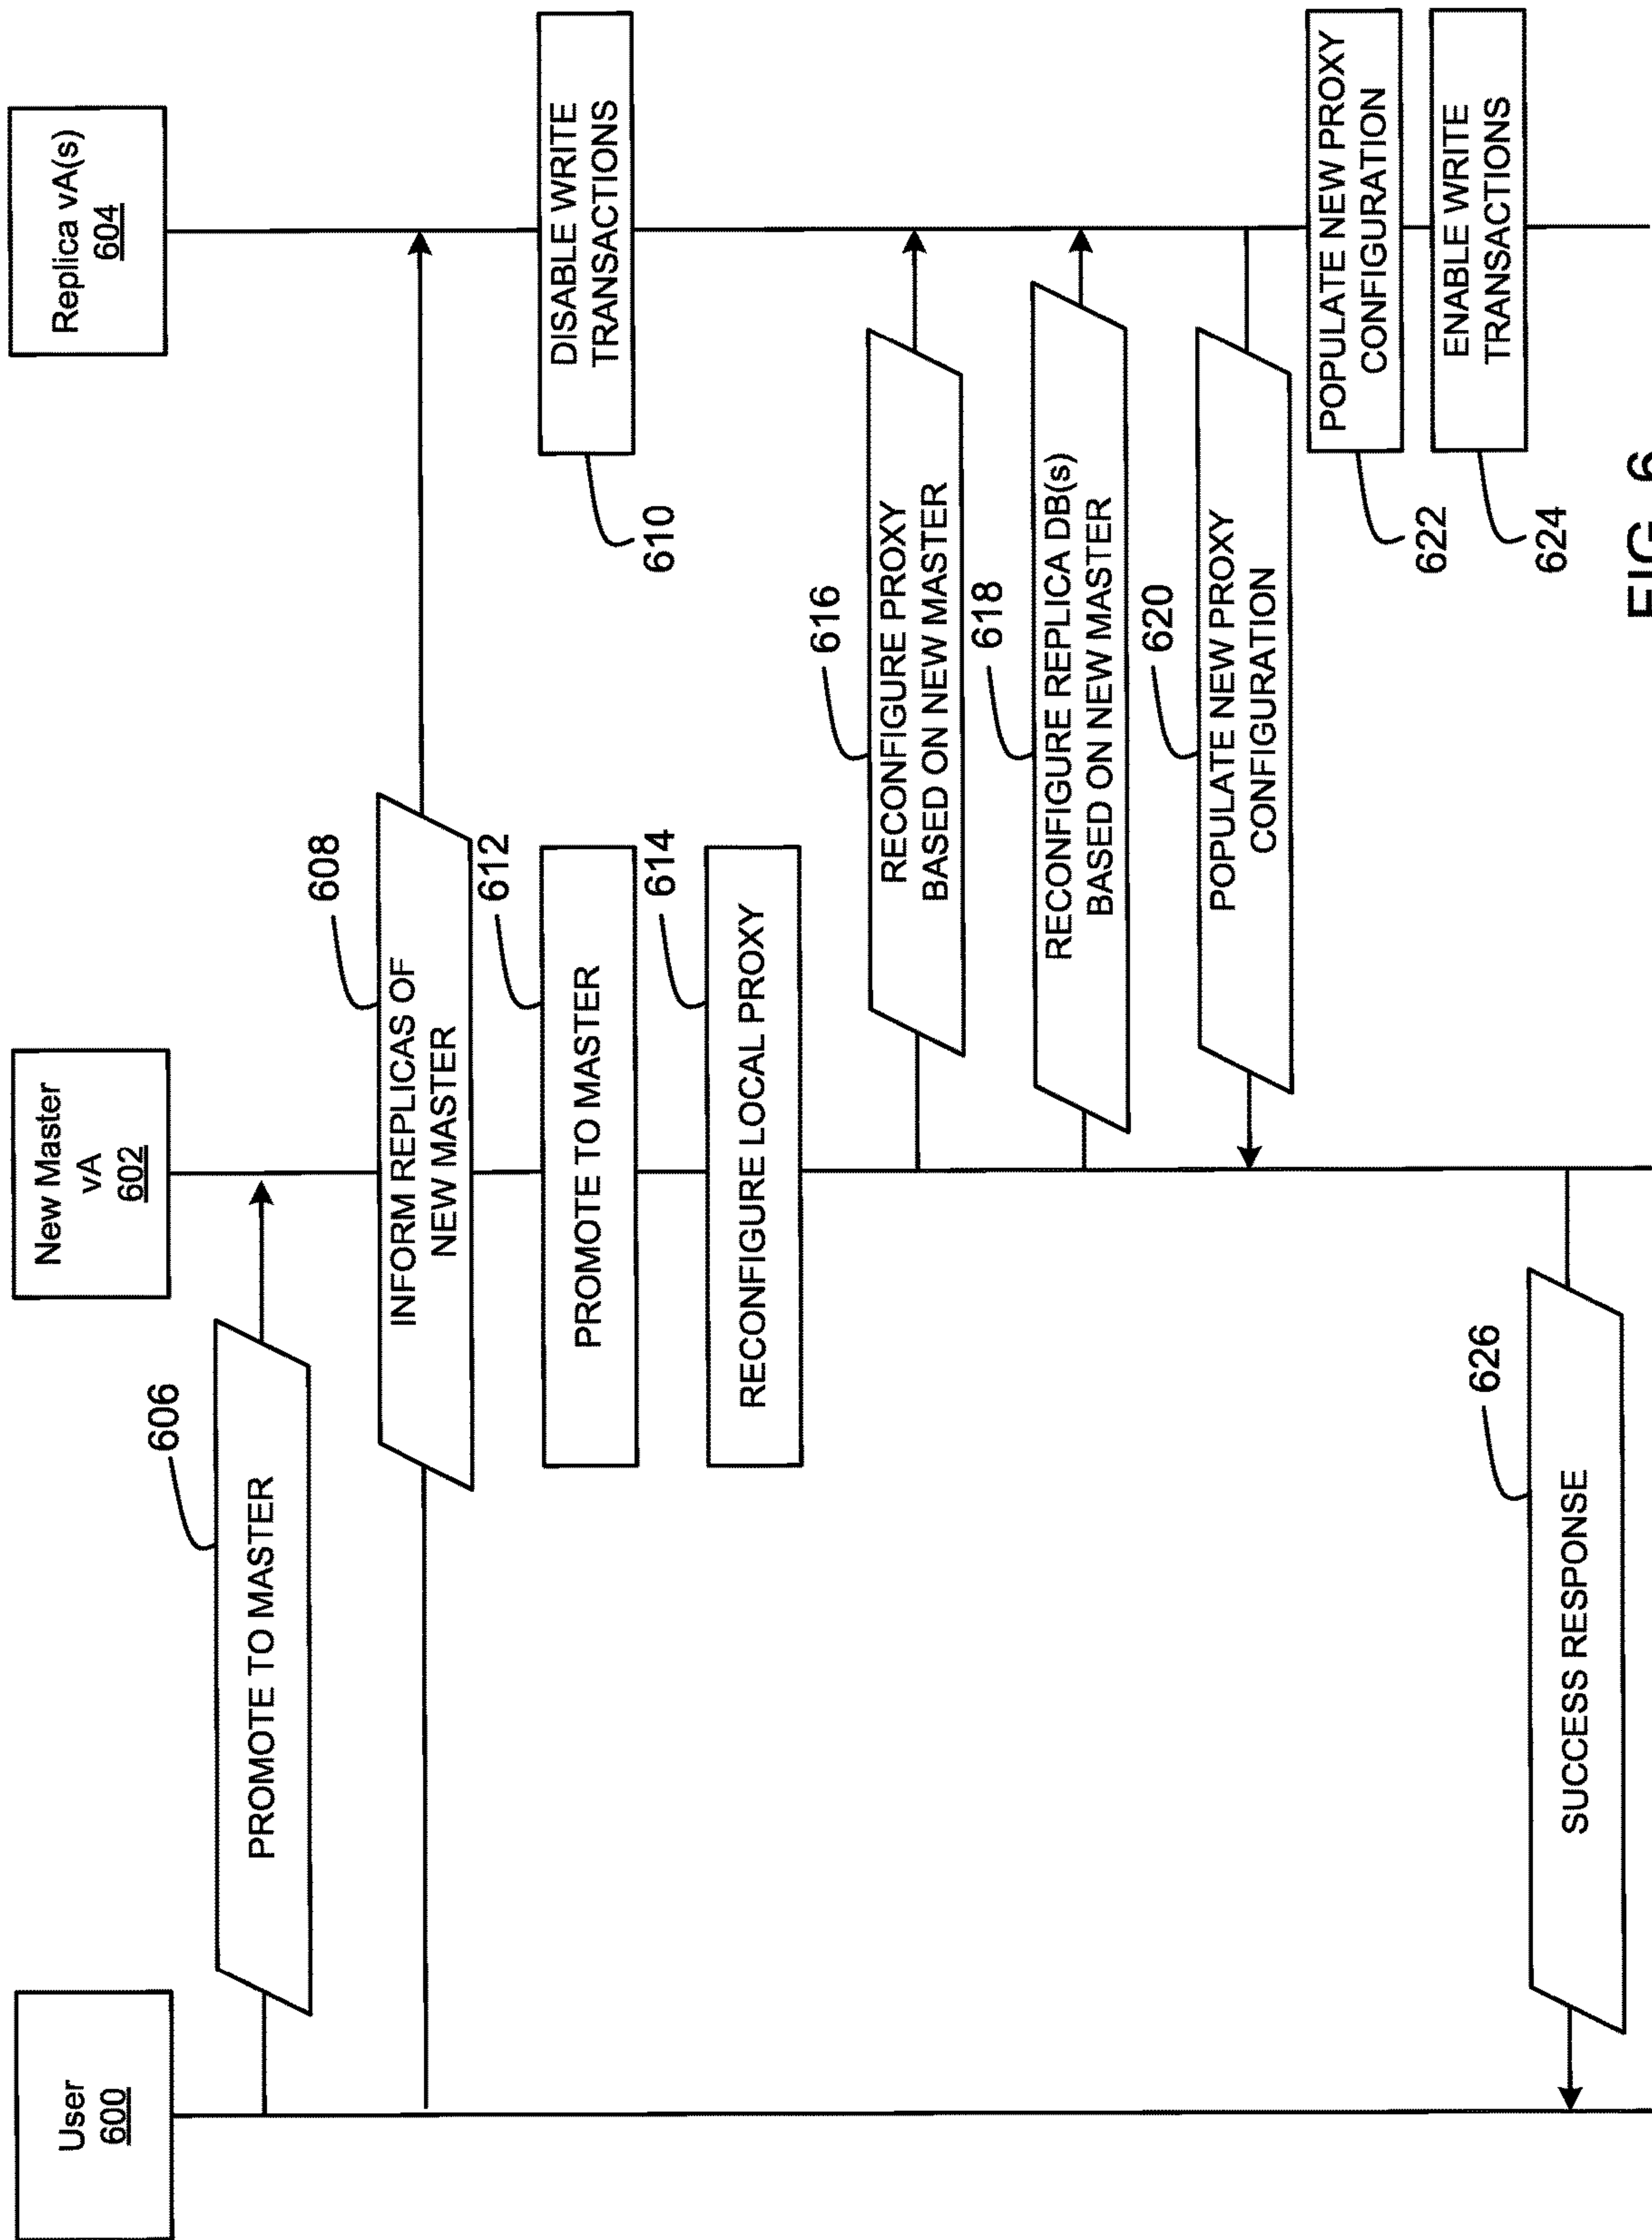 User
600
New Master
vA
602
Replica vA(s)
604
606
PROMOTE TO MASTER
608
INFORM REPLICAS OF
NEW MASTER
610
DISABLE WRITE
TRANSACTIONS
612
PROMOTE TO MASTER
614
RECONFIGURE LOCAL PROXY
616
RECONFIGURE PROXY
BASED ON NEW MASTER
618
RECONFIGURE REPLICA DB(s)
BASED ON NEW MASTER
620
POPULATE NEW PROXY
CONFIGURATION
622
POPULATE NEW PROXY
CONFIGURATION
624
ENABLE WRITE
TRANSACTIONS
626
SUCCESS RESPONSE
FIG. 6